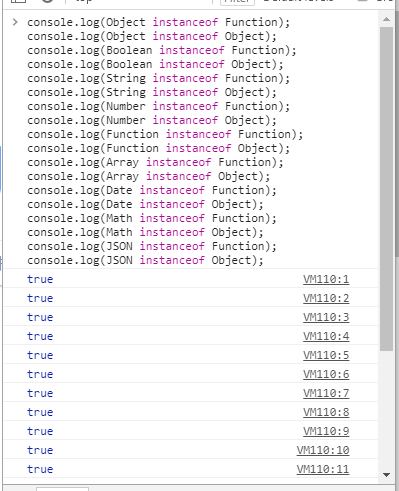 top Filter Default levels
> console.log(Object instanceof Function);
console.log(Object instanceof Object);
console.log(Boolean instanceof Function);
console.log(Boolean instanceof Object);
console.log(String instanceof Function);
console.log(String instanceof Object);
console.log(Number instanceof Function);
console.log(Number instanceof Object);
console.log(Function instanceof Function);
console.log(Function instanceof Object);
console.log(Array instanceof Function);
console.log(Array instanceof Object);
console.log(Date instanceof Function);
console.log(Date instanceof Object);
console.log(Math instanceof Function);
console.log(Math instanceof Object);
console.log(JSON instanceof Function);
console.log(JSON instanceof Object);
true VM110:1
true VM110:2
true VM110:3
true VM110:4
true VM110:5
true VM110:6
true VM110:7
true VM110:8
true VM110:9
true VM110:10
true VM110:11